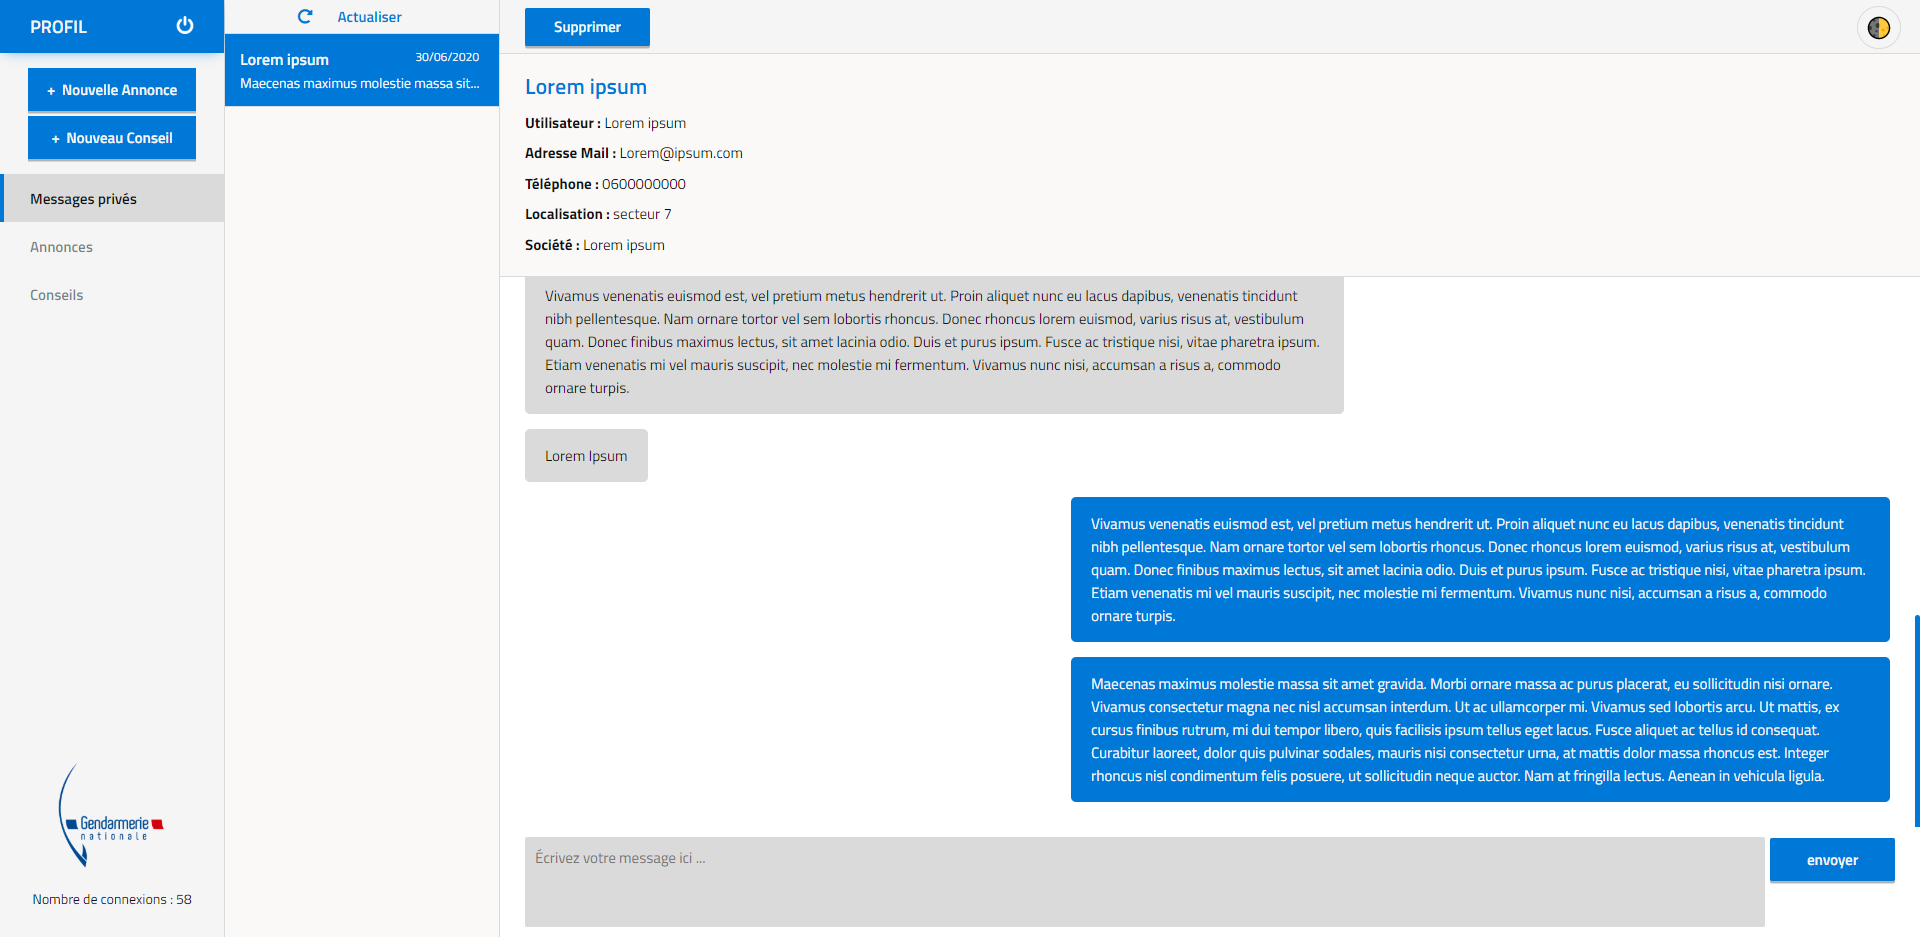 PROFIL
+ Nouvelle Annonce
+ Nouveau Conseil
Messages privés
Annonces
Conseils
Gendarmerie
nationale
Nombre de connexions : 58
Actualiser
Lorem ipsum
30/06/2020
Maecenas maximus molestie massa sit...
Supprimer
Lorem ipsum
Utilisateur : Lorem ipsum
Adresse Mail : Lorem@ipsum.com
Téléphone : 0600000000
Localisation : secteur 7
Société : Lorem ipsum
Vivamus venenatis euismod est, vel pretium metus hendrerit ut. Proin aliquet nunc eu lacus dapibus, venenatis tincidunt
nibh pellentesque. Nam ornare tortor vel sem lobortis rhoncus. Donec rhoncus lorem euismod, varius risus at, vestibulum
quam. Donec finibus maximus lectus, sit amet lacinia odio. Duis et purus ipsum. Fusce ac tristique nisi, vitae pharetra ipsum.
Etiam venenatis mi vel mauris suscipit, nec molestie mi fermentum. Vivamus nunc nisi, accumsan a risus a, commodo
ornare turpis.
Lorem Ipsum
Vivamus venenatis euismod est, vel pretium metus hendrerit ut. Proin aliquet nunc eu lacus dapibus, venenatis tincidunt
nibh pellentesque. Nam ornare tortor vel sem lobortis rhoncus. Donec rhoncus lorem euismod, varius risus at, vestibulum
quam. Donec finibus maximus lectus, sit amet lacinia odio. Duis et purus ipsum. Fusce ac tristique nisi, vitae pharetra ipsum.
Etiam venenatis mi vel mauris suscipit, nec molestie mi fermentum. Vivamus nunc nisi, accumsan a risus a, commodo
ornare turpis.
Maecenas maximus molestie massa sit amet gravida. Morbi ornare massa ac purus placerat, eu sollicitudin nisi ornare.
Vivamus consectetur magna nec nisl accumsan interdum. Ut ac ullamcorper mi. Vivamus sed lobortis arcu. Ut mattis, ex
cursus finibus rutrum, mi dui tempor libero, quis facilisis ipsum tellus eget lacus. Fusce aliquet ac tellus id consequat.
Curabitur laoreet, dolor quis pulvinar sodales, mauris nisi consectetur urna, at mattis dolor massa rhoncus est. Integer
rhoncus nisl condimentum felis posuere, ut sollicitudin neque auctor. Nam at fringilla lectus. Aenean in vehicula ligula.
Écrivez votre message ici ...
envoyer